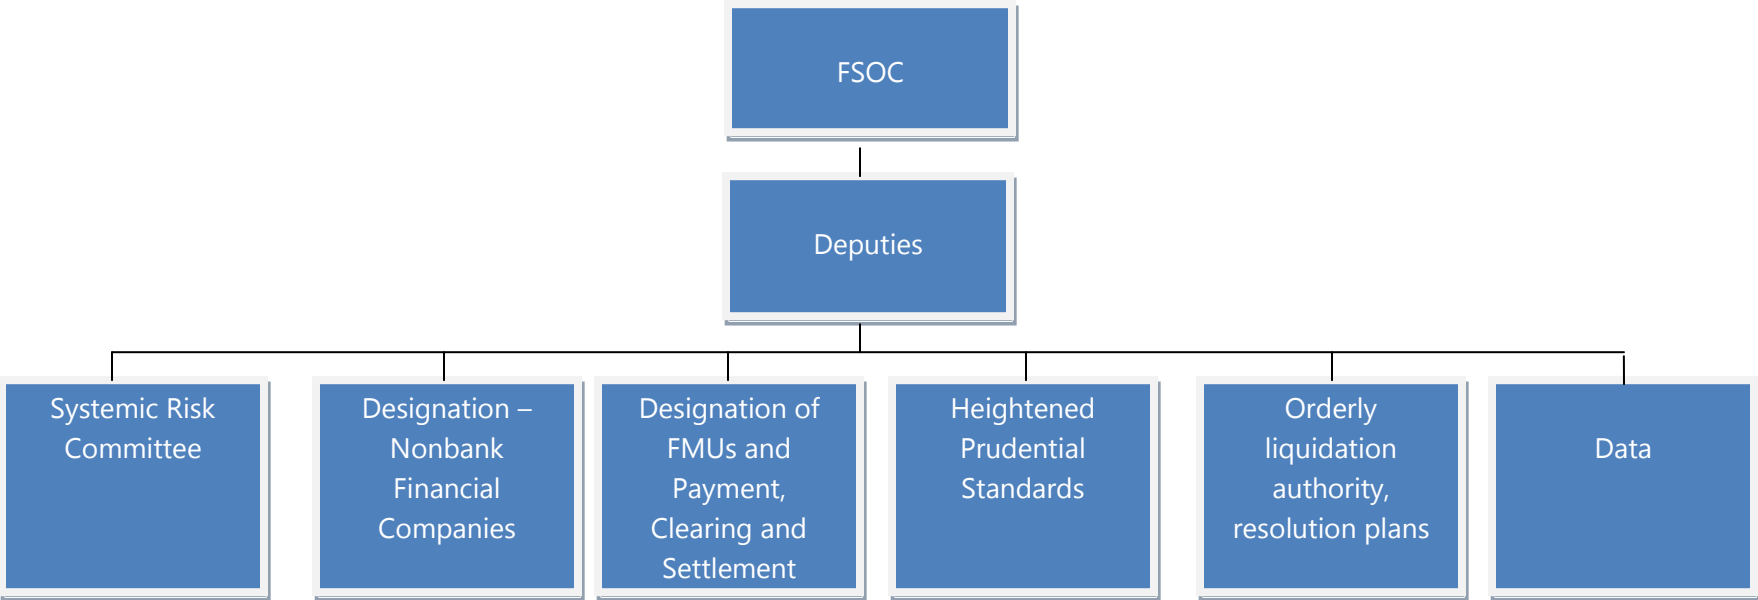 FSOC
Deputies
Systemic Risk
Committee
Designation –
Nonbank
Financial
Companies
Designation of
FMUs and
Payment,
Clearing and
Settlement
Heightened
Prudential
Standards
Orderly
liquidation
authority,
resolution plans
Data